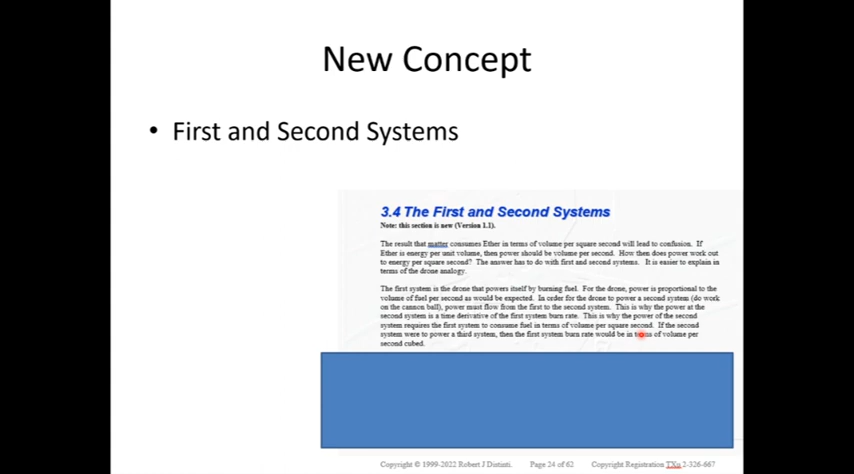 New Concept
• First and Second Systems
3.4 The First and Second Systems
Note: this section is new (Version 1.1).
The result that matter consumes Ether in terms of volume per square second will lead to confusion. If
Ether is energy per unit volume, then power should be volume per second. How then does power work out
to energy per square second? The answer has to do with first and second systems. It is easier to explain in
terms of the drone analogy.
The first system is the drone that powers itself by burning fuel. For the drone, power is proportional to the
volume of fuel per second as would be expected. In order for the drone to power a second system (do work
on the cannon ball), power must flow from the first to the second system. This is why the power at the
second system is a time derivative of the first system burn rate. This is why the power of the second
system requires the first system to consume fuel in terms of volume per square second. If the second
system were to power a third system, then the first system burn rate would be in terms of volume per
second cubed.
Copyright © 1999-2022 Robert J Distinti. Page 24 of 62 Copyright Registration TXu 2-326-667